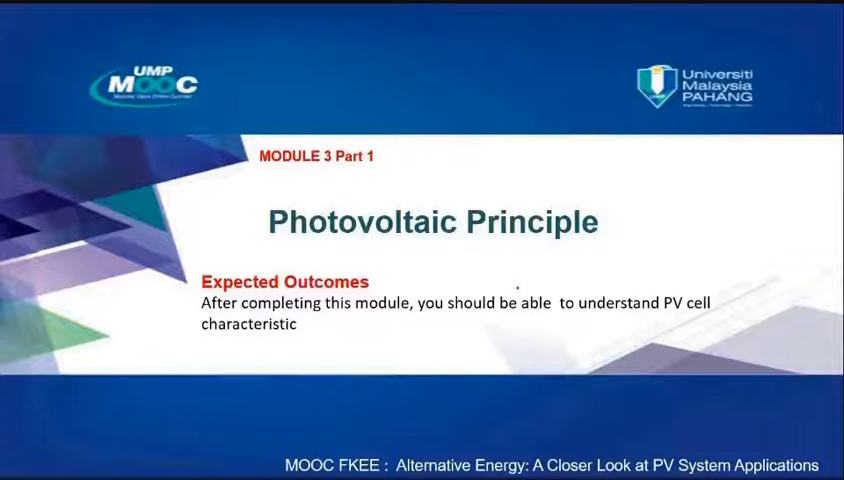 UMP
MOOC
Universiti
Malaysia
PAHANG
MODULE 3 Part 1
Photovoltaic Principle
Expected Outcomes
After completing this module, you should be able  to understand PV cell
characteristic
MOOC FKEE :  Alternative Energy: A Closer Look at PV System Applications